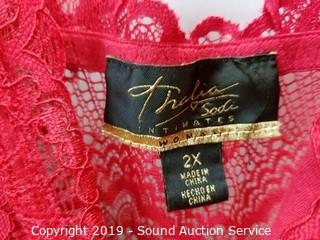 Thalia
Sodi
INTIMATES
WOMAN
2X
MADE IN
CHINA
HECHO EN
CHINA
Copyright 2019 - Sound Auction Service